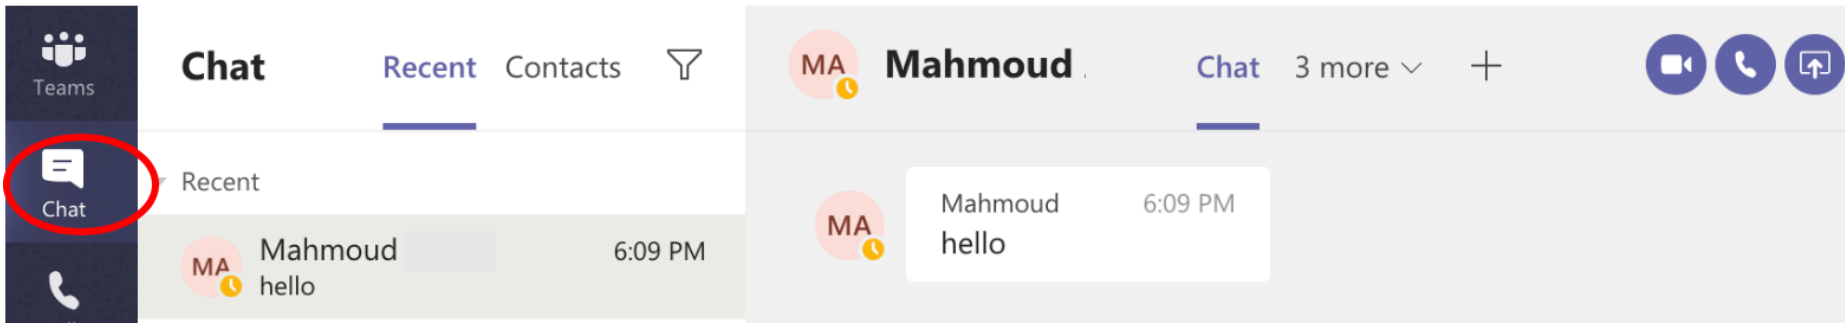 Teams
Chat
Chat
Recent
Contacts
Recent
MA
Mahmoud
6:09 PM
hello
MA
Mahmoud
Chat
3 more
MA
Mahmoud
6:09 PM
hello